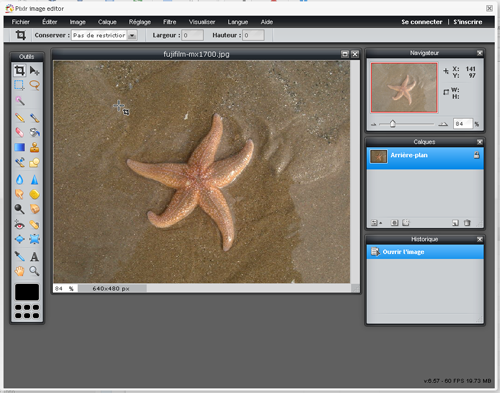 Pixlr image editor
Fichier Éditer Image Calque Réglage Filtre Visualiser Langue Aide Se connecter | S'inscrire
Conserver : Pas de restriction Largeur : 0 Hauteur : 0
Outils
fujifilm-mx1700.jpg
Navigateur
X: 141
Y: 97
W:
H:
84 %
Calques
Arrière-plan
Historique
Ouvrir l'image
A
84 % 640x480 px
v:6.67 - 60 FPS 19.73 MB